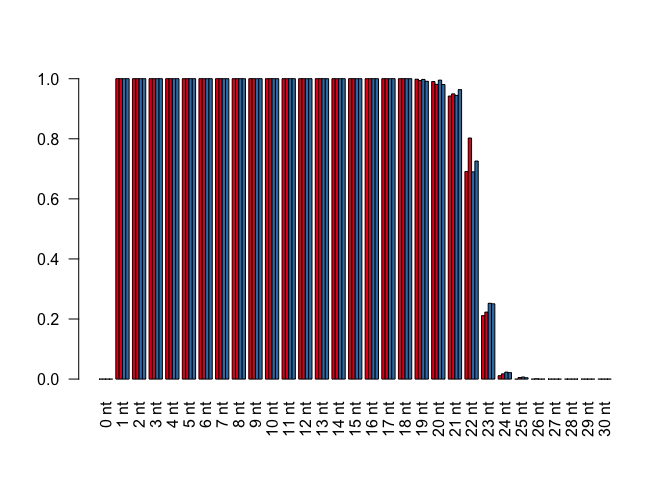 1.0
0.8
0.6
0.4
0.2
0.0
0 nt
1 nt
2 nt
3 nt
4 nt
5 nt
6 nt
7 nt
8 nt
9 nt
10 nt
11 nt
12 nt
13 nt
14 nt
15 nt
16 nt
17 nt
18 nt
19 nt
20 nt
21 nt
22 nt
23 nt
24 nt
25 nt
26 nt
27 nt
28 nt
29 nt
30 nt